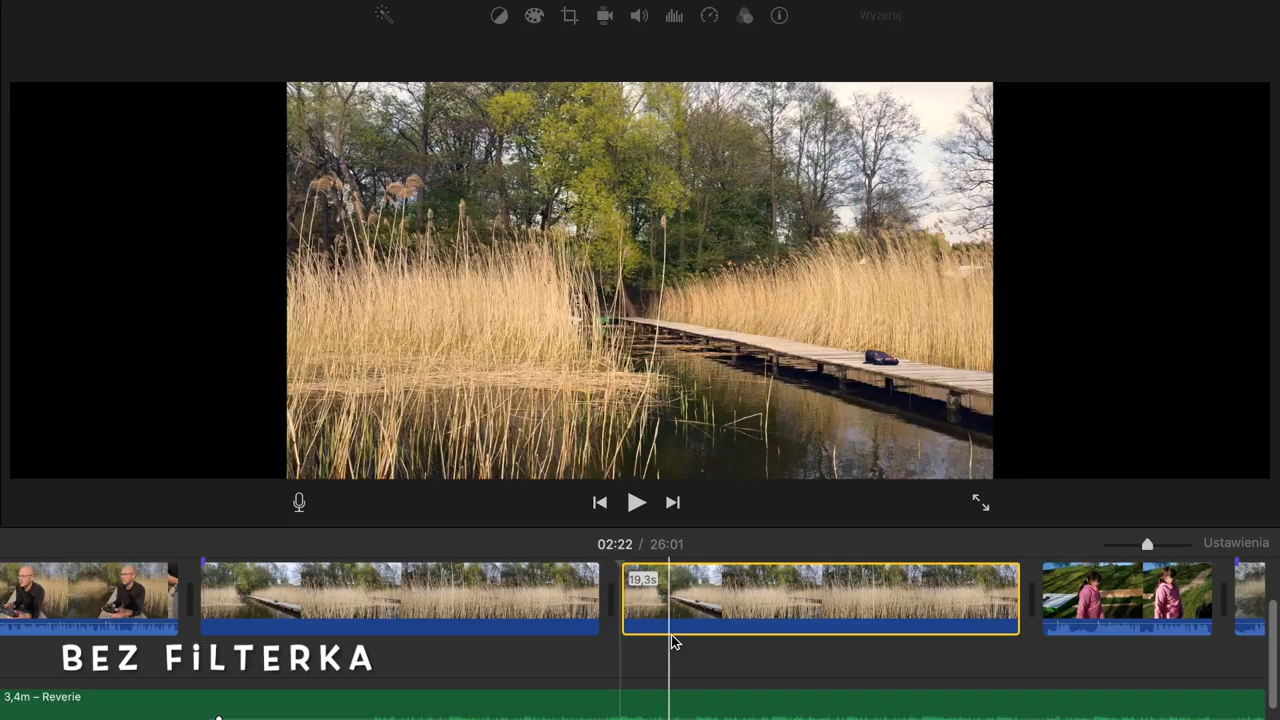 Wyzeruj
02:22 / 26:01
Ustawienia
19,3s
BEZ FiLTERKA
3,4m – Reverie